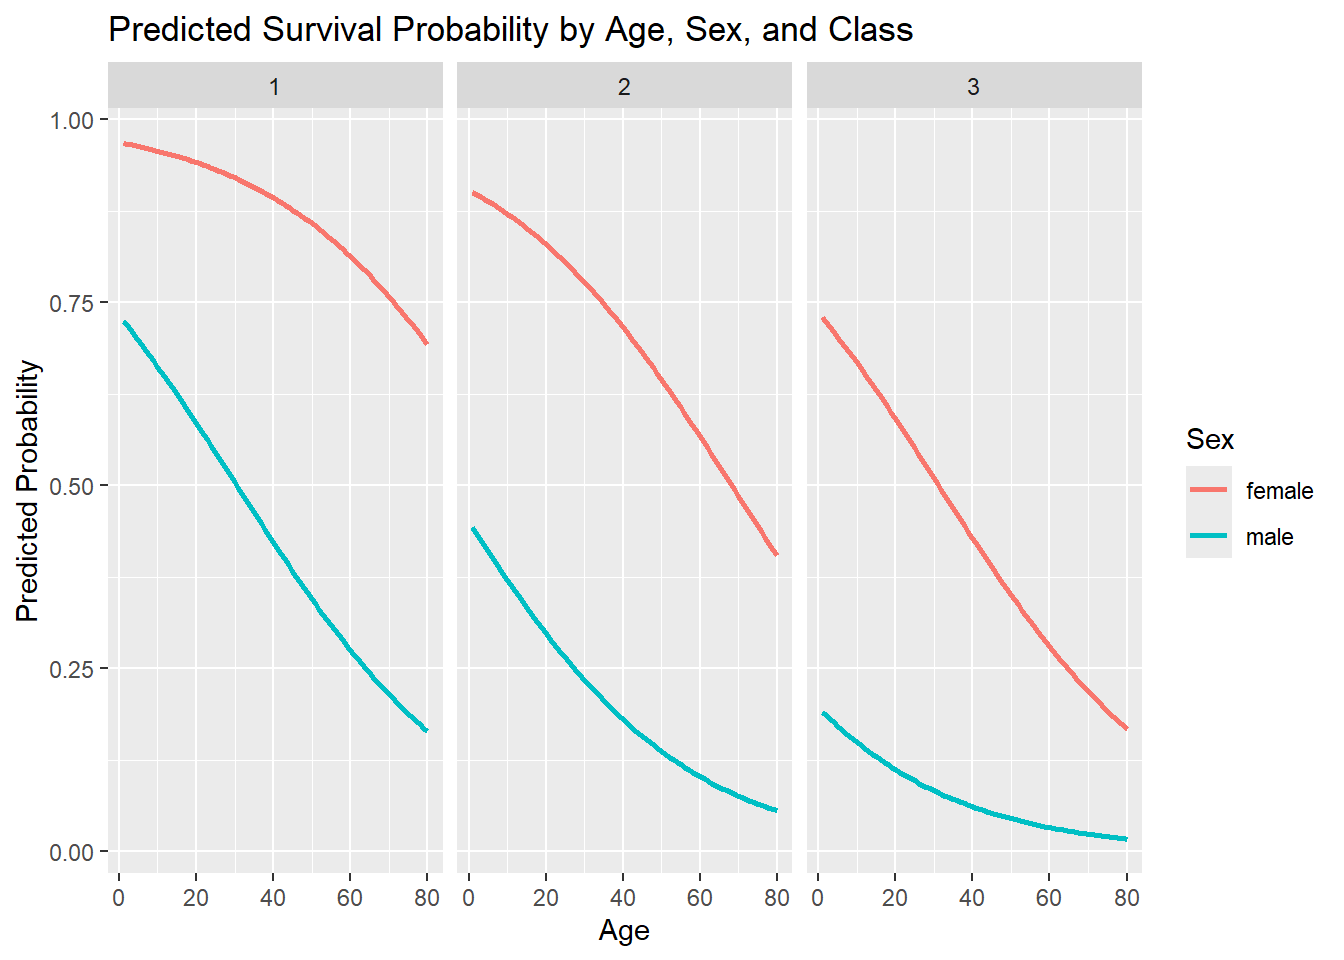 Predicted Survival Probability by Age, Sex, and Class
1 2 3
1.00
0.75
0.50
0.25
0.00
Predicted Probability
0 20 40 60 80 0 20 40 60 80 0 20 40 60 80
Age
Sex
female
male